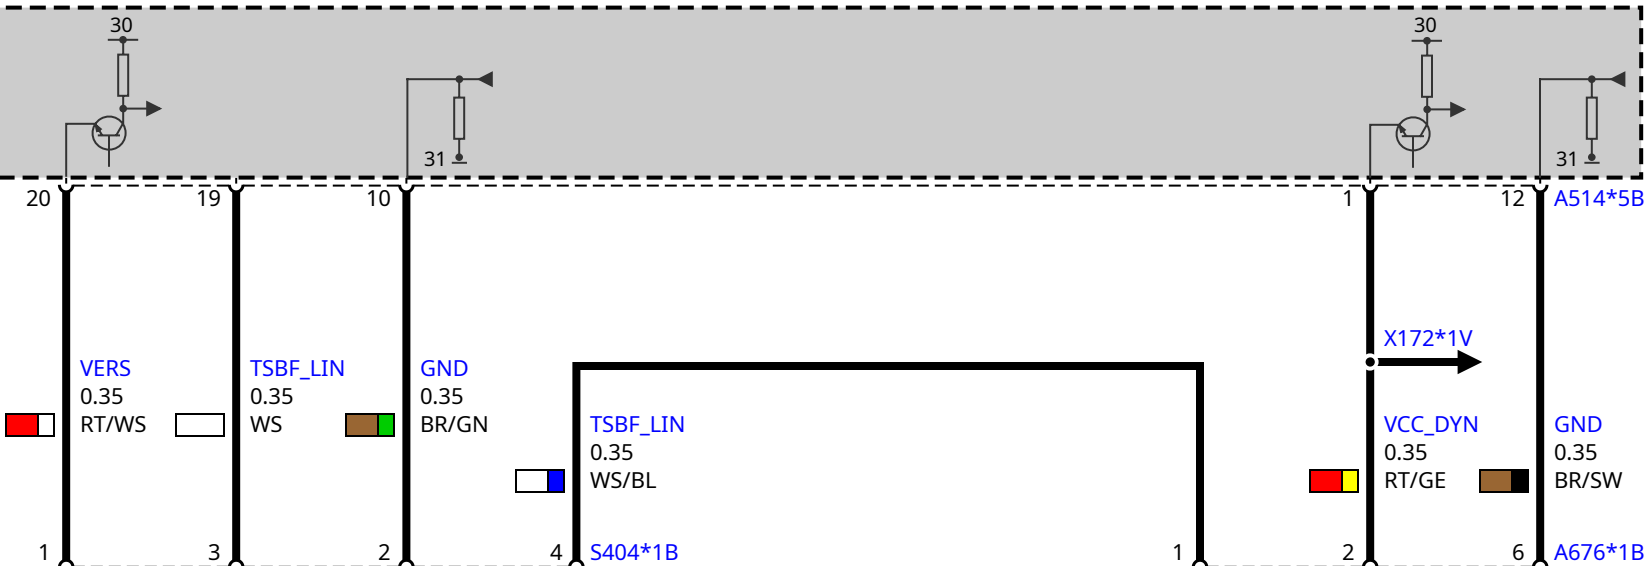 30
30
31
31
20
19
10
1
12
A514*5B
X172*1V
VERS
0.35
RT/WS
TSBF_LIN
0.35
WS
GND
0.35
BR/GN
TSBF_LIN
0.35
WS/BL
VCC_DYN
0.35
RT/GE
GND
0.35
BR/SW
1
3
2
4
S404*1B
1
2
6
A676*1B